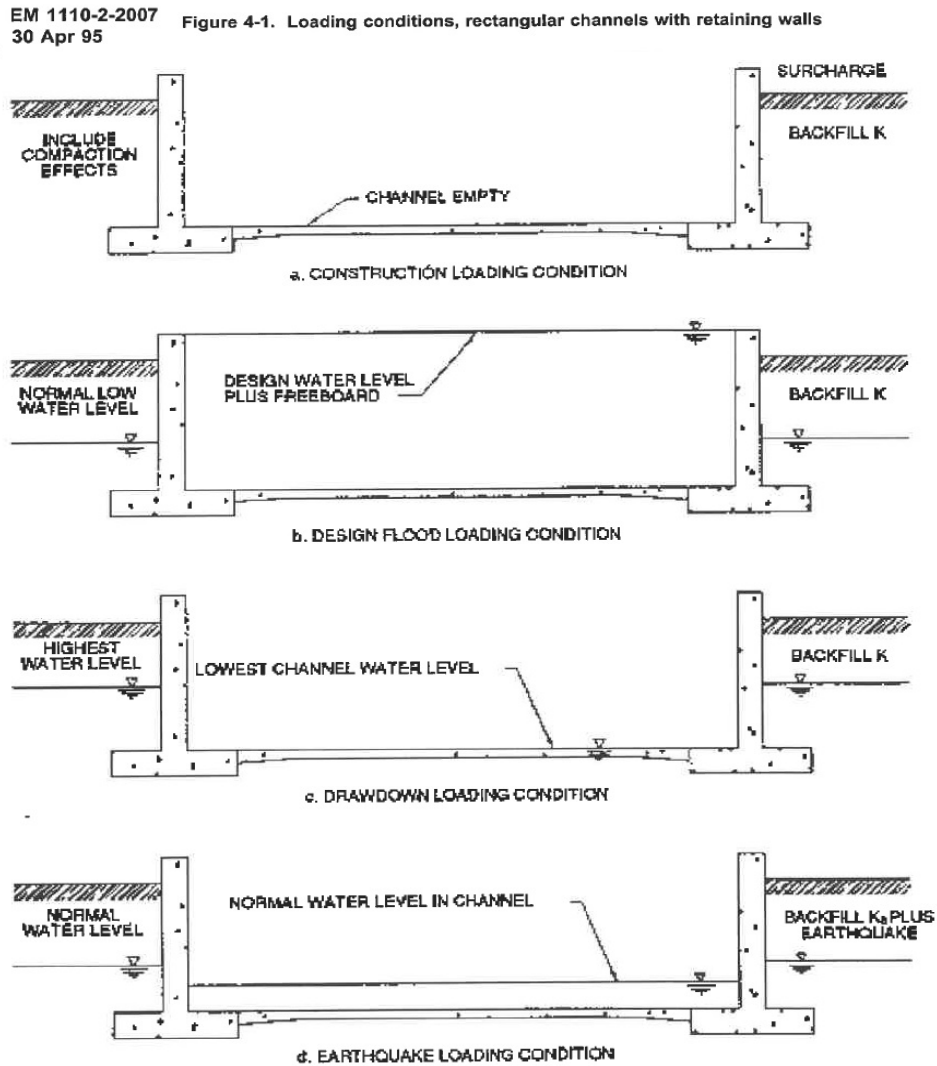 EM 1110-2-2007
30 Apr 95
Figure 4-1. Loading conditions, rectangular channels with retaining walls
SURCHARGE
INCLUDE
COMPACTION
EFFECTS
BACKFILL K
CHANNEL EMPTY
a. CONSTRUCTION LOADING CONDITION
DESIGN WATER LEVEL
PLUS FREEBOARD
NORMAL LOW
WATER LEVEL
BACKFILL K
b. DESIGN FLOOD LOADING CONDITION
HIGHEST
WATER LEVEL
LOWEST CHANNEL WATER LEVEL
BACKFILL K
c. DRAWDOWN LOADING CONDITION
NORMAL WATER LEVEL IN CHANNEL
NORMAL
WATER LEVEL
BACKFILL Ka PLUS
EARTHQUAKE
d. EARTHQUAKE LOADING CONDITION